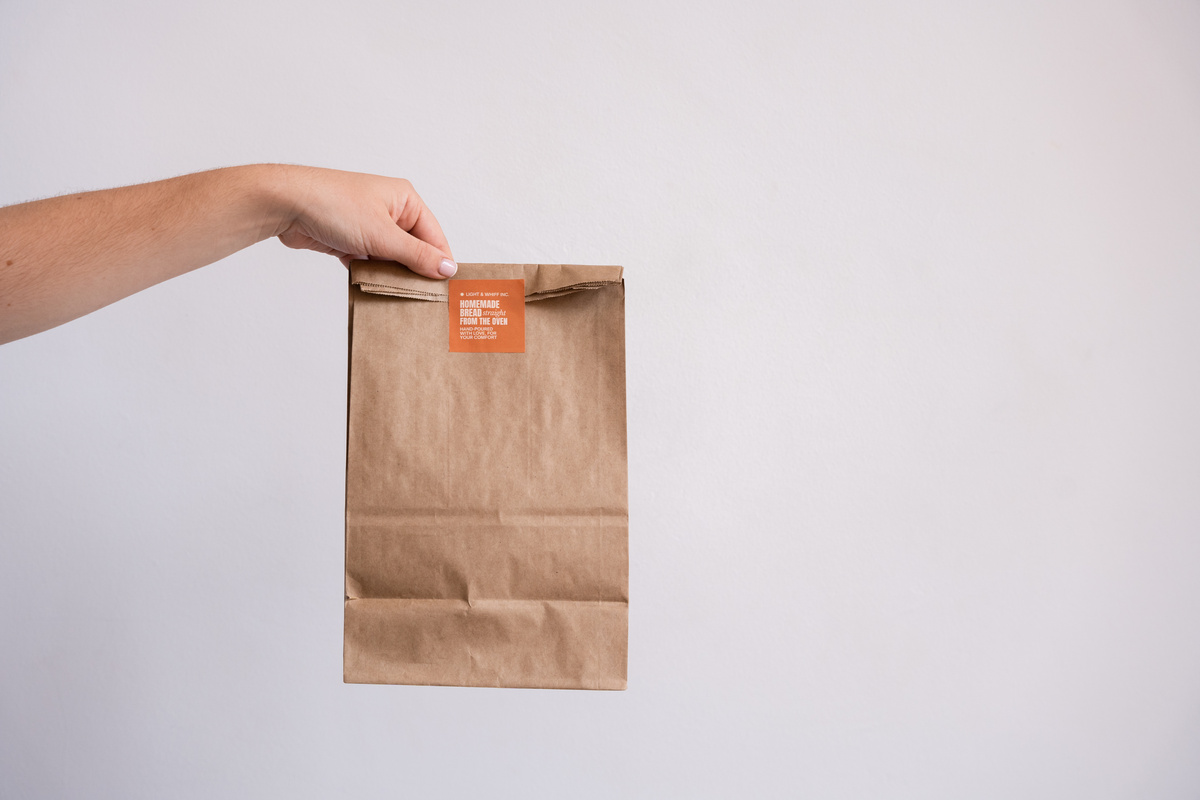 LIGHT & WHIFF INC.
HOMEMADE
BREAD straight
FROM THE OVEN
HAND-POURED
WITH LOVE, FOR
YOUR COMFORT